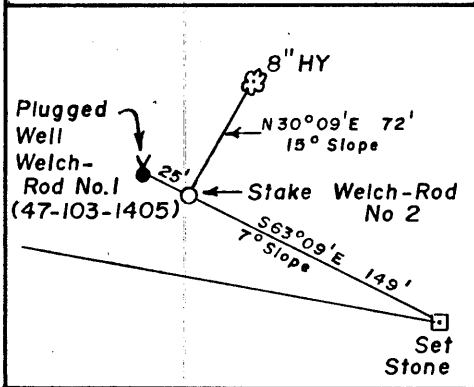 8" HY
N 30°09'E 72'
15° Slope
Plugged
Well
Welch-
Rod No.1
(47-103-1405)
25'
Stake Welch-Rod
No 2
S63°09'E 149'
7° Slope
Set
Stone